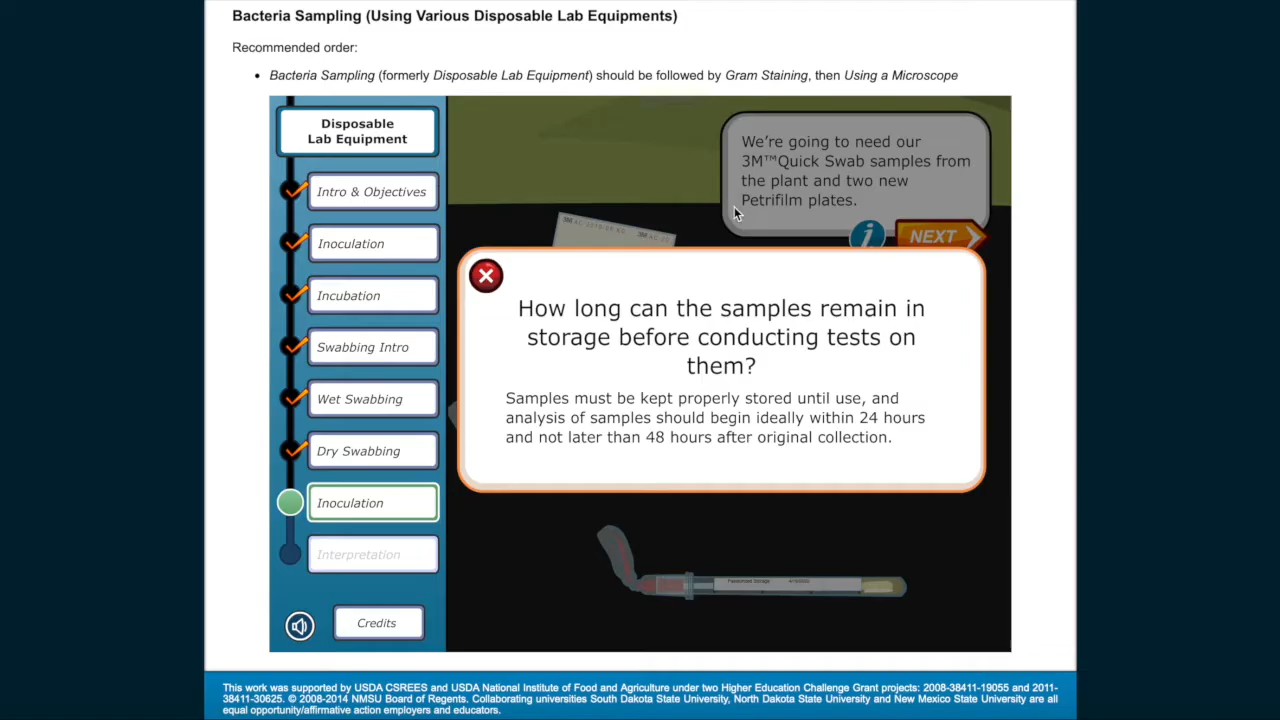 Bacteria Sampling (Using Various Disposable Lab Equipments)
Recommended order:
• Bacteria Sampling (formerly Disposable Lab Equipment) should be followed by Gram Staining, then Using a Microscope
Disposable
Lab Equipment
Intro & Objectives
Inoculation
Incubation
Swabbing Intro
Wet Swabbing
Dry Swabbing
Inoculation
Interpretation
Credits
We're going to need our
3M™Quick Swab samples from
the plant and two new
Petrifilm plates.
i
NEXT
How long can the samples remain in
storage before conducting tests on
them?
Samples must be kept properly stored until use, and
analysis of samples should begin ideally within 24 hours
and not later than 48 hours after original collection.
This work was supported by USDA CSREES and USDA National Institute of Food and Agriculture under two Higher Education Challenge Grant projects: 2008-38411-19055 and 2011-
38411-30625. © 2008-2014 NMSU Board of Regents. Collaborating universities South Dakota State University, North Dakota State University and New Mexico State University are all
equal opportunity/affirmative action employers and educators.